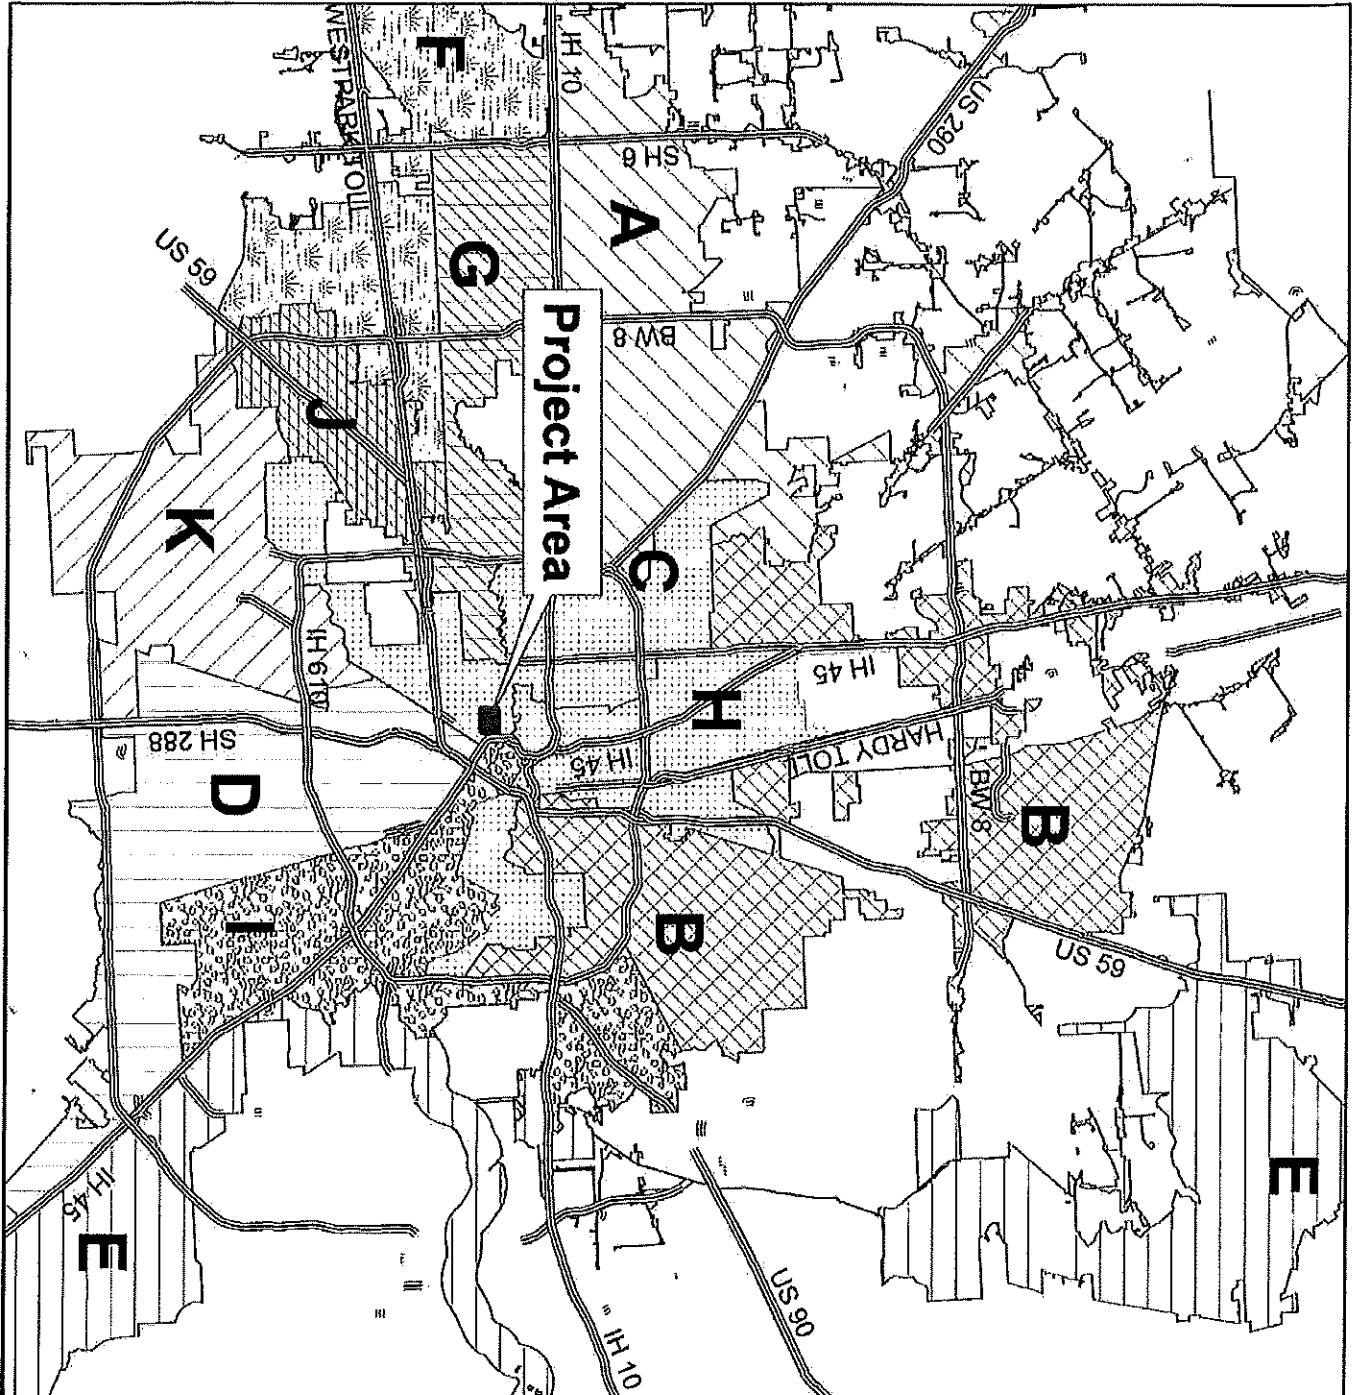 F
WESTPARK TOLL
IH 10
US 290
SH 6
A
G
US 59
Project Area
BW 8
J
K
C
IH 610
IH 45
H
SH 288
IH 45
HARDY TOLL
D
BW 8
B
I
B
US 59
E
IH 45
E
US 90
IH 10